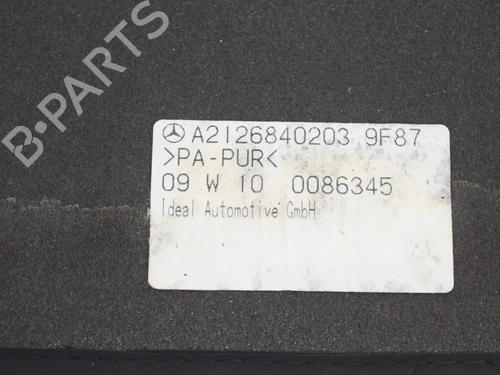 B-PARTS
A2126840203 9F87
>PA-PUR<
09 W 10 0086345
Ideal Automotive GmbH